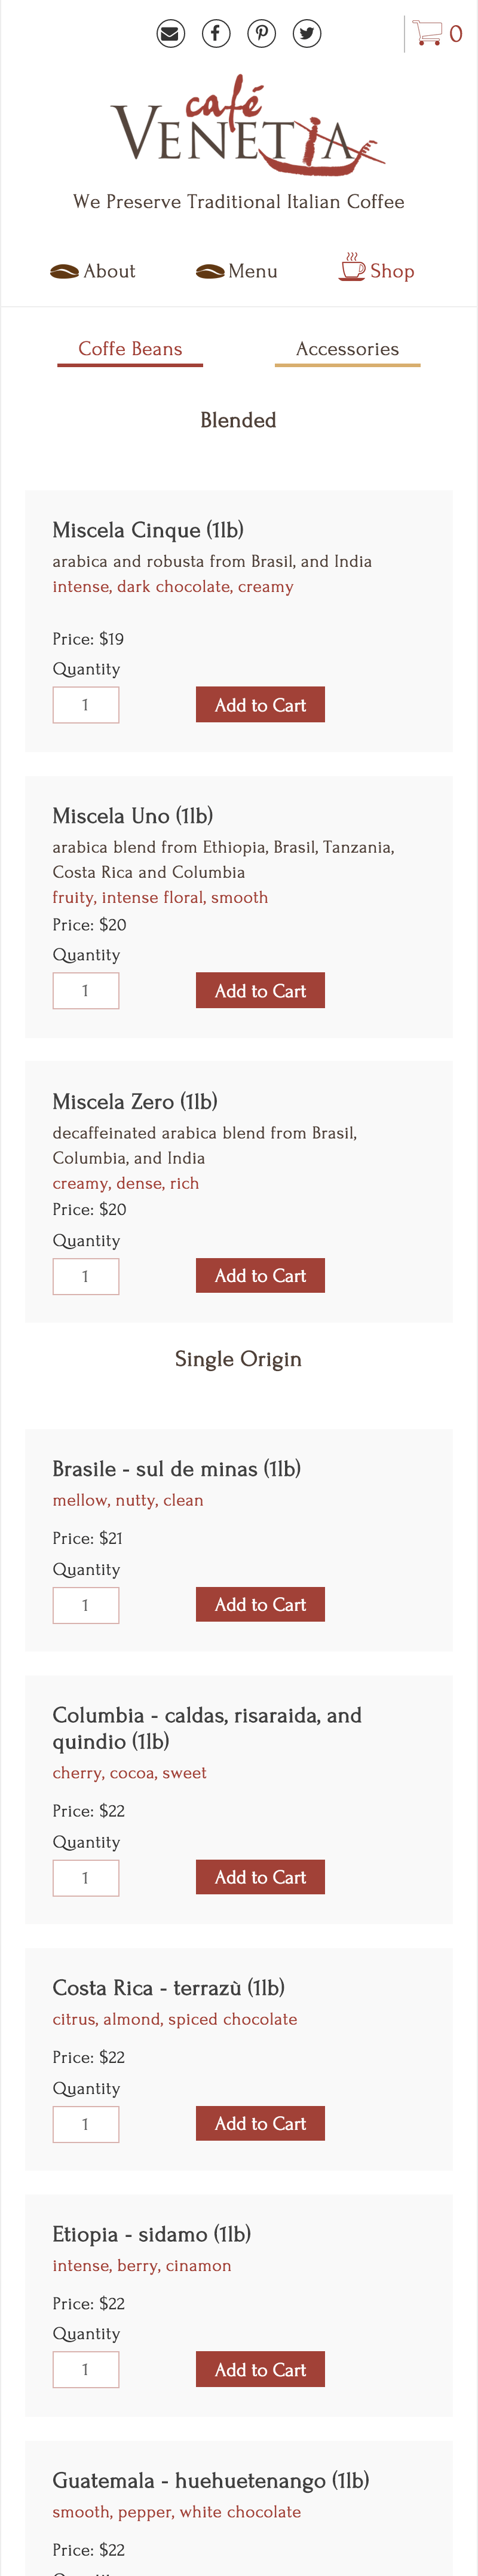 0
café
VENETIA
We Preserve Traditional Italian Coffee
About Menu Shop
Coffe Beans Accessories
Blended
Miscela Cinque (1lb)
arabica and robusta from Brasil, and India
intense, dark chocolate, creamy
Price: $19
Quantity
1 Add to Cart
Miscela Uno (1lb)
arabica blend from Ethiopia, Brasil, Tanzania,
Costa Rica and Columbia
fruity, intense floral, smooth
Price: $20
Quantity
1 Add to Cart
Miscela Zero (1lb)
decaffeinated arabica blend from Brasil,
Columbia, and India
creamy, dense, rich
Price: $20
Quantity
1 Add to Cart
Single Origin
Brasile - sul de minas (1lb)
mellow, nutty, clean
Price: $21
Quantity
1 Add to Cart
Columbia - caldas, risaraida, and
quindio (1lb)
cherry, cocoa, sweet
Price: $22
Quantity
1 Add to Cart
Costa Rica - terrazù (1lb)
citrus, almond, spiced chocolate
Price: $22
Quantity
1 Add to Cart
Etiopia - sidamo (1lb)
intense, berry, cinamon
Price: $22
Quantity
1 Add to Cart
Guatemala - huehuetenango (1lb)
smooth, pepper, white chocolate
Price: $22